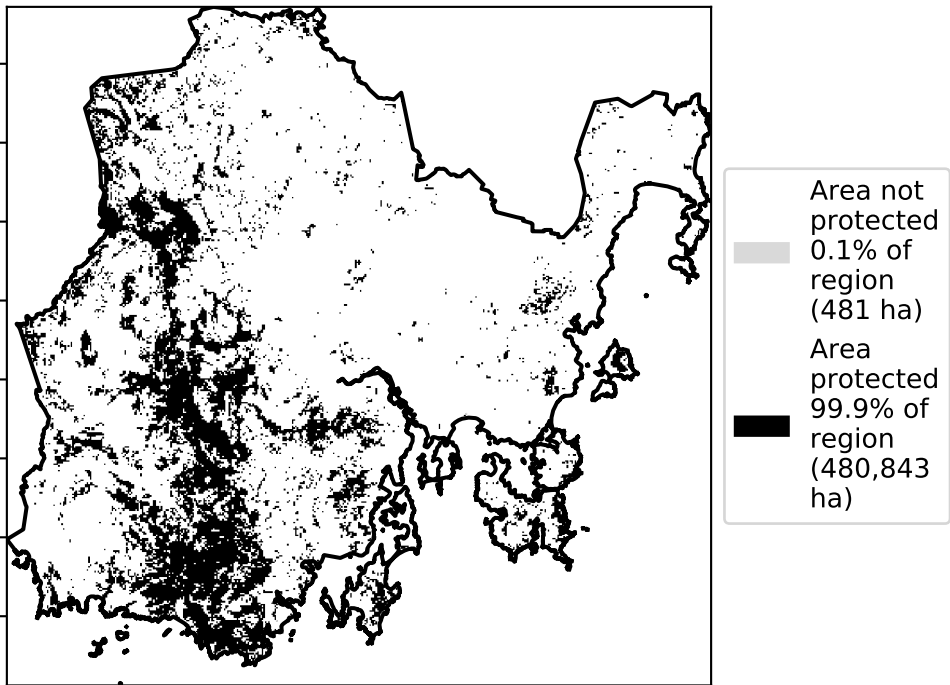 Area not
protected
0.1% of
region
(481 ha)
Area
protected
99.9% of
region
(480,843
ha)